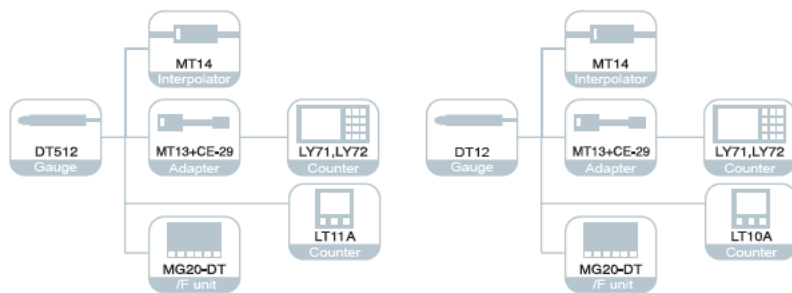 MT14
Interpolator
DT512
Gauge
MT13+CE-29
Adapter
LY71,LY72
Counter
LT11A
Counter
MG20-DT
/F unit
MT14
Interpolator
DT12
Gauge
MT13+CE-29
Adapter
LY71,LY72
Counter
LT10A
Counter
MG20-DT
/F unit